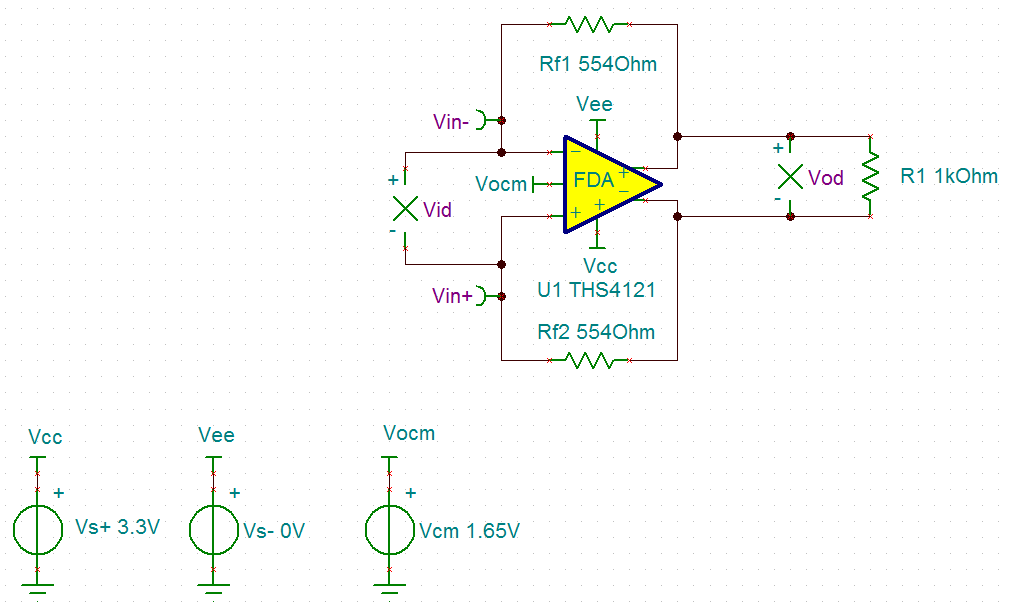 Rf1 554Ohm
Vee
Vin-
− FDA + −
Vocm
+ Vid -
+ Vod -
R1 1kOhm
+ +
Vcc
U1 THS4121
Vin+
Rf2 554Ohm
Vcc
Vee
Vocm
+
+
+
Vs+ 3.3V
Vs- 0V
Vcm 1.65V